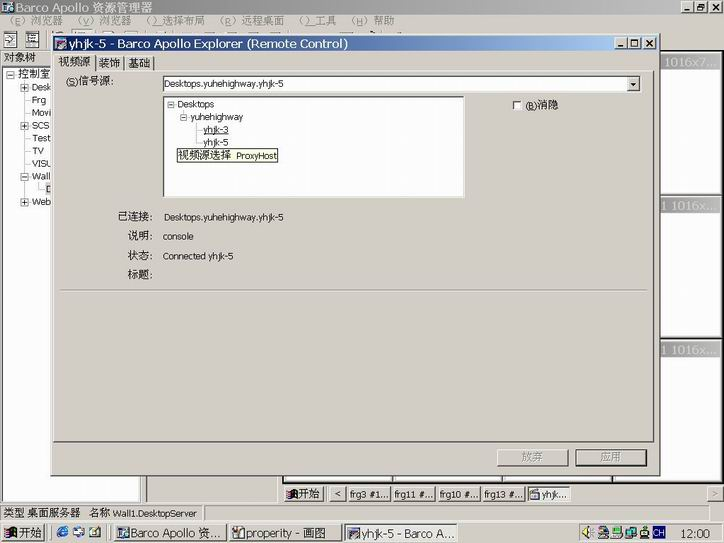 Barco Apollo 资源管理器
(E) 浏览器 (V) 浏览器 (_) 选择布局 (R) 远程桌面 (_) 工具 (H) 帮助
对象树
控制室
Desk
Frg
Movi
SCS
Test
TV
VISU
Wall
D
Web
yhjk-5 - Barco Apollo Explorer (Remote Control)
视频源 装饰 基础
(S)信号源:
Desktops.yuhehighway.yhjk-5
Desktops
yuhehighway
yhjk-3
yhjk-5
视频源选择 ProxyHost
(B)消隐
已连接: Desktops.yuhehighway.yhjk-5
说明: console
状态: Connected yhjk-5
标题:
放弃 应用
1016x7...
1 1016x...
1 1016x...
开始 < frg3 #1... frg11 #... frg10 #... frg13 #... yhjk... >
类型 桌面服务器 名称 Wall1.DesktopServer
开始 Barco Apollo 资... properity - 画图 yhjk-5 - Barco A... CH 12:00